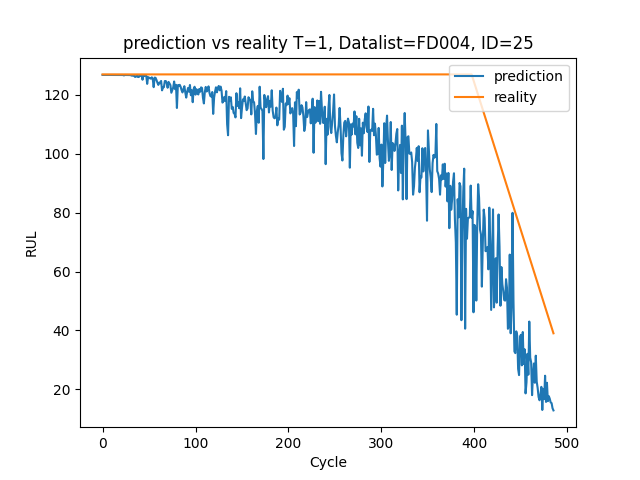 prediction vs reality T=1, Datalist=FD004, ID=25
prediction
reality
RUL
120
100
80
60
40
20
0 100 200 300 400 500
Cycle